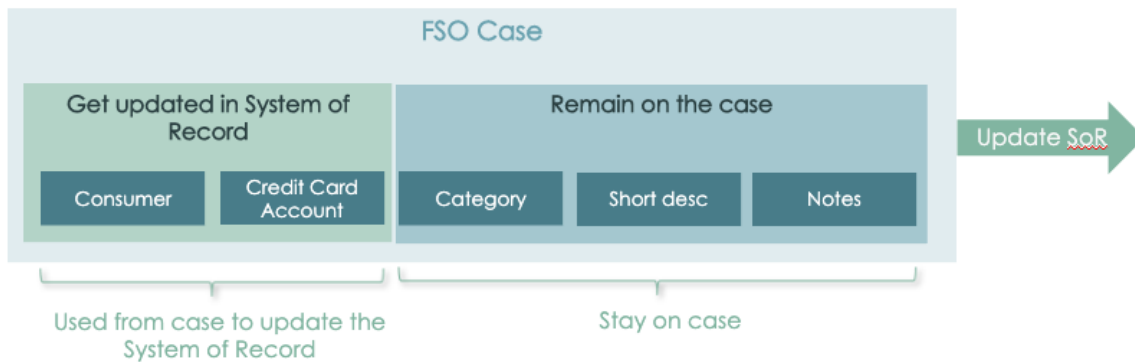 FSO Case
Get updated in System of
Record
Remain on the case
Update SoR
Consumer
Credit Card
Account
Category
Short desc
Notes
Used from case to update the
System of Record
Stay on case